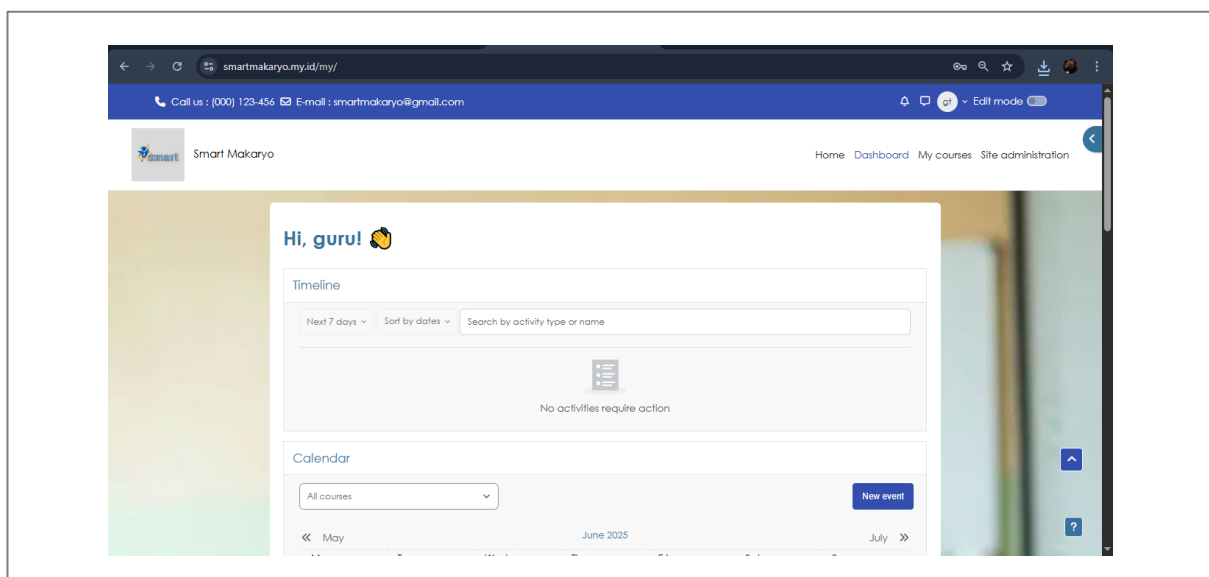 smartmakaryo.my.id/my/
Call us : (000) 123-456 E-mail : smartmakaryo@gmail.com
gt Edit mode
smart Smart Makaryo
Home Dashboard My courses Site administration
Hi, guru!
Timeline
Next 7 days Sort by dates Search by activity type or name
No activities require action
Calendar
All courses New event
« May June 2025 July »
?